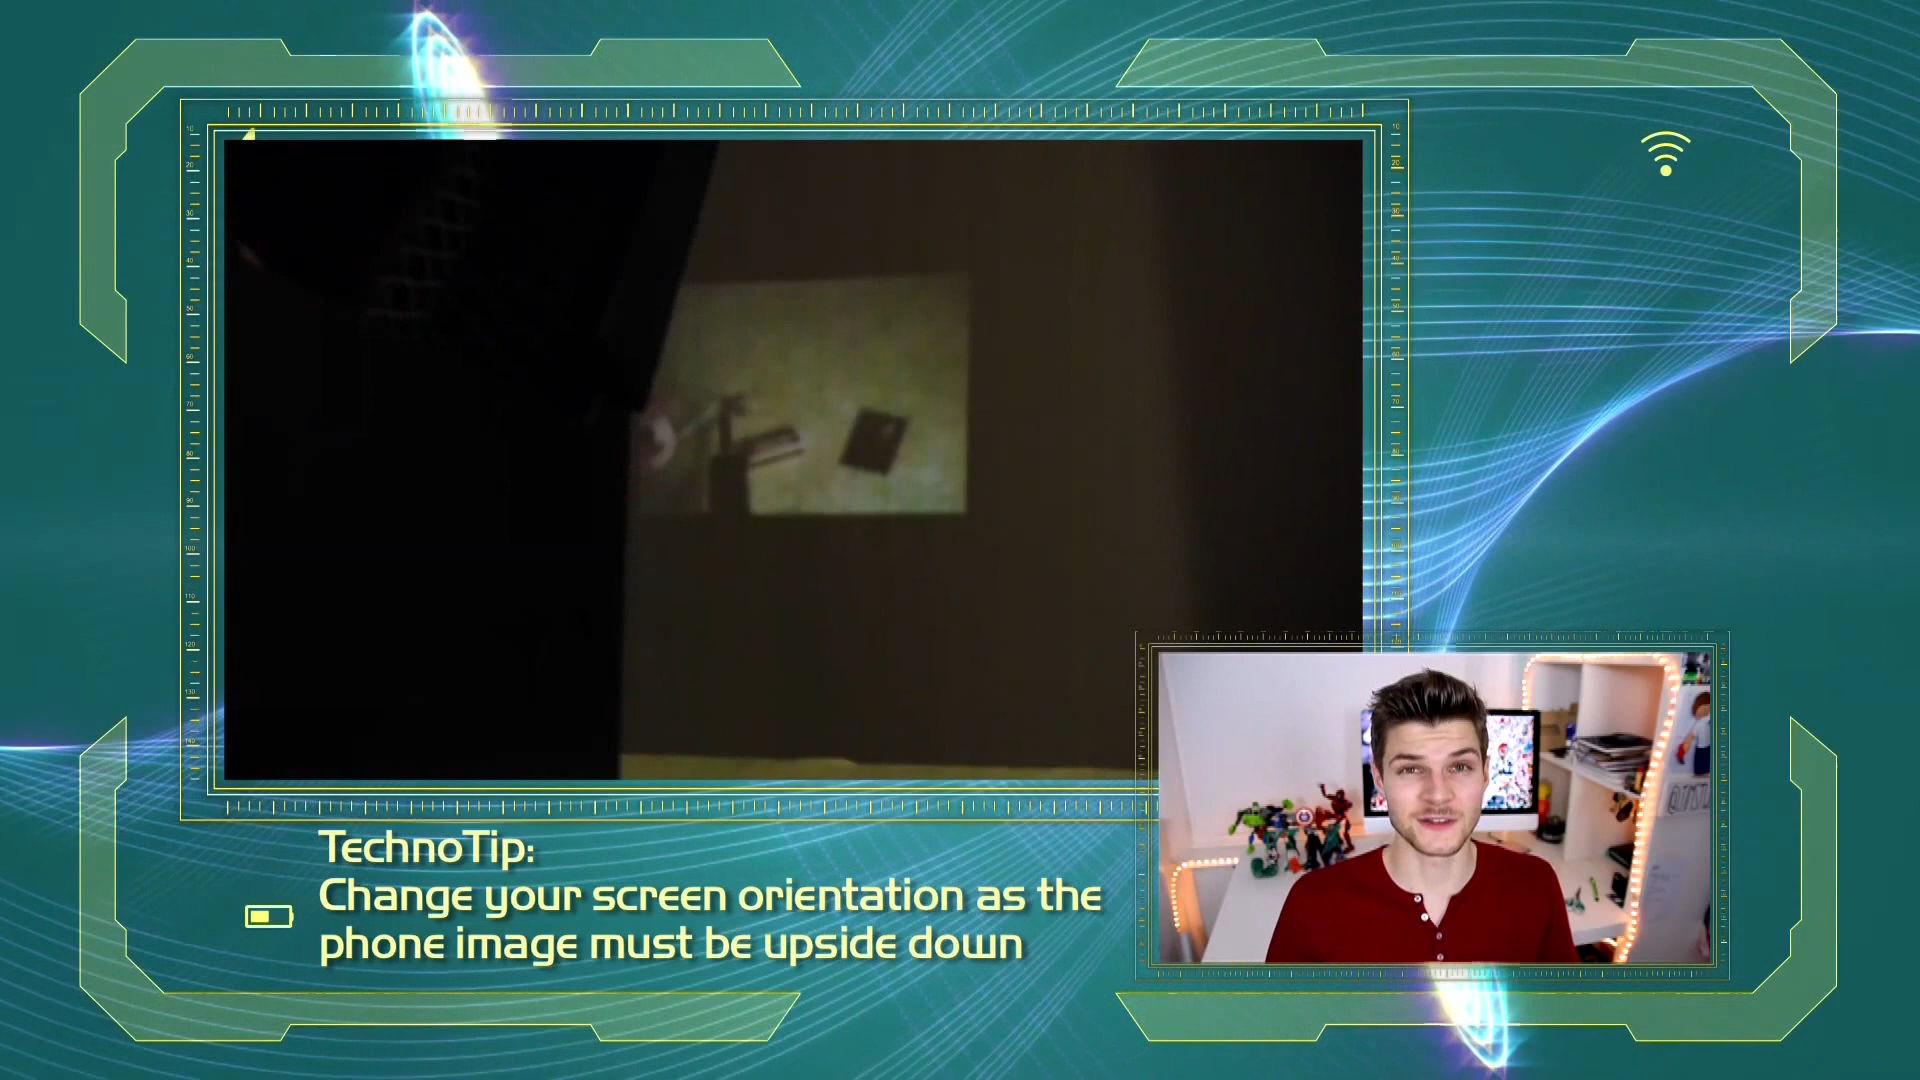 TechnoTip:
Change your screen orientation as the
phone image must be upside down